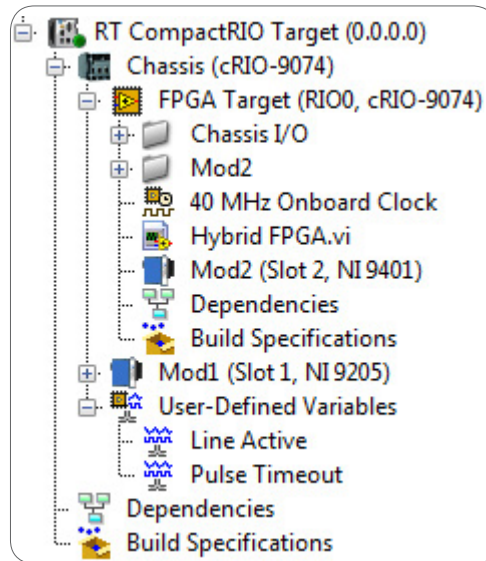 RT CompactRIO Target (0.0.0.0)
Chassis (cRIO-9074)
FPGA Target (RIO0, cRIO-9074)
Chassis I/O
Mod2
40 MHz Onboard Clock
Hybrid FPGA.vi
Mod2 (Slot 2, NI 9401)
Dependencies
Build Specifications
Mod1 (Slot 1, NI 9205)
User-Defined Variables
Line Active
Pulse Timeout
Dependencies
Build Specifications